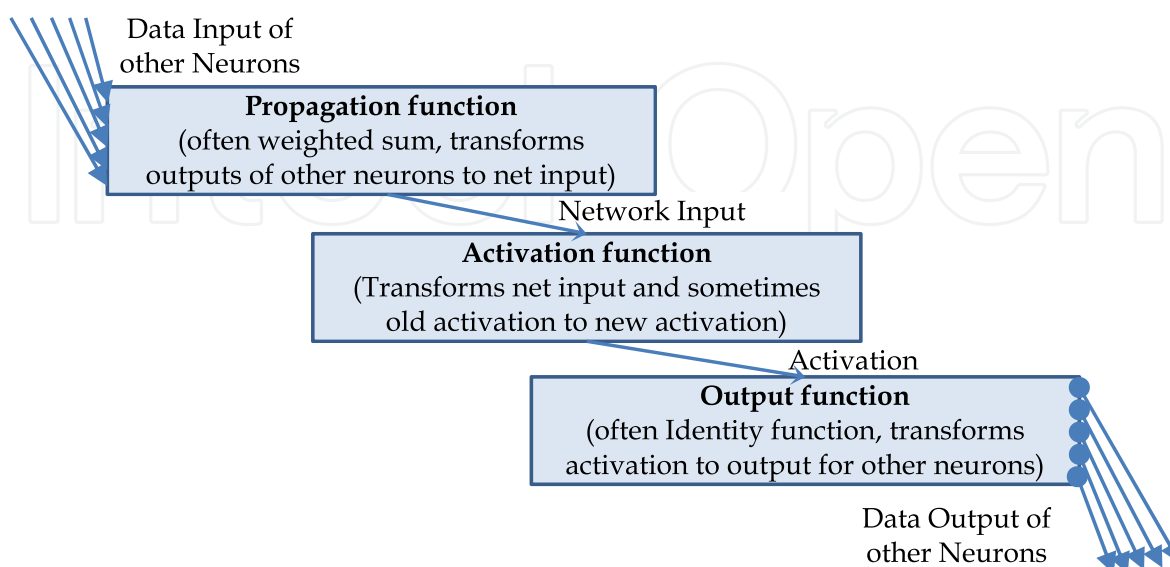 Data Input of
other Neurons
Propagation function
(often weighted sum, transforms
outputs of other neurons to net input)
Network Input
Activation function
(Transforms net input and sometimes
old activation to new activation)
Activation
Output function
(often Identity function, transforms
activation to output for other neurons)
Data Output of
other Neurons
IntechOpen